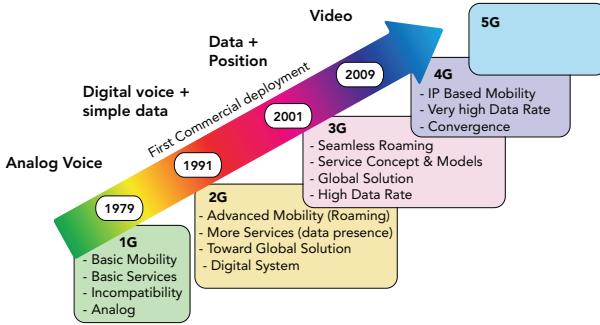 Video
5G
Data +
Position
4G
- IP Based Mobility
- Very high Data Rate
- Convergence
2009
Digital voice +
simple data
First Commercial deployment
2001
3G
- Seamless Roaming
- Service Concept & Models
- Global Solution
- High Data Rate
Analog Voice
1991
2G
- Advanced Mobility (Roaming)
- More Services (data presence)
- Toward Global Solution
- Digital System
1979
1G
- Basic Mobility
- Basic Services
- Incompatibility
- Analog